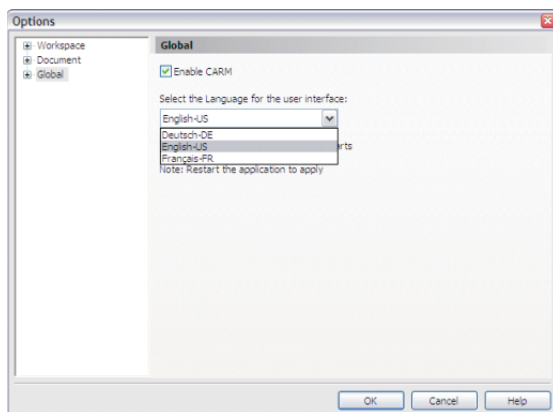 Options
Workspace
Document
Global
Global
Enable CARM
Select the Language for the user interface:
English-US
Deutsch-DE
English-US
Français-FR
Note: Restart the application to apply
OK
Cancel
Help